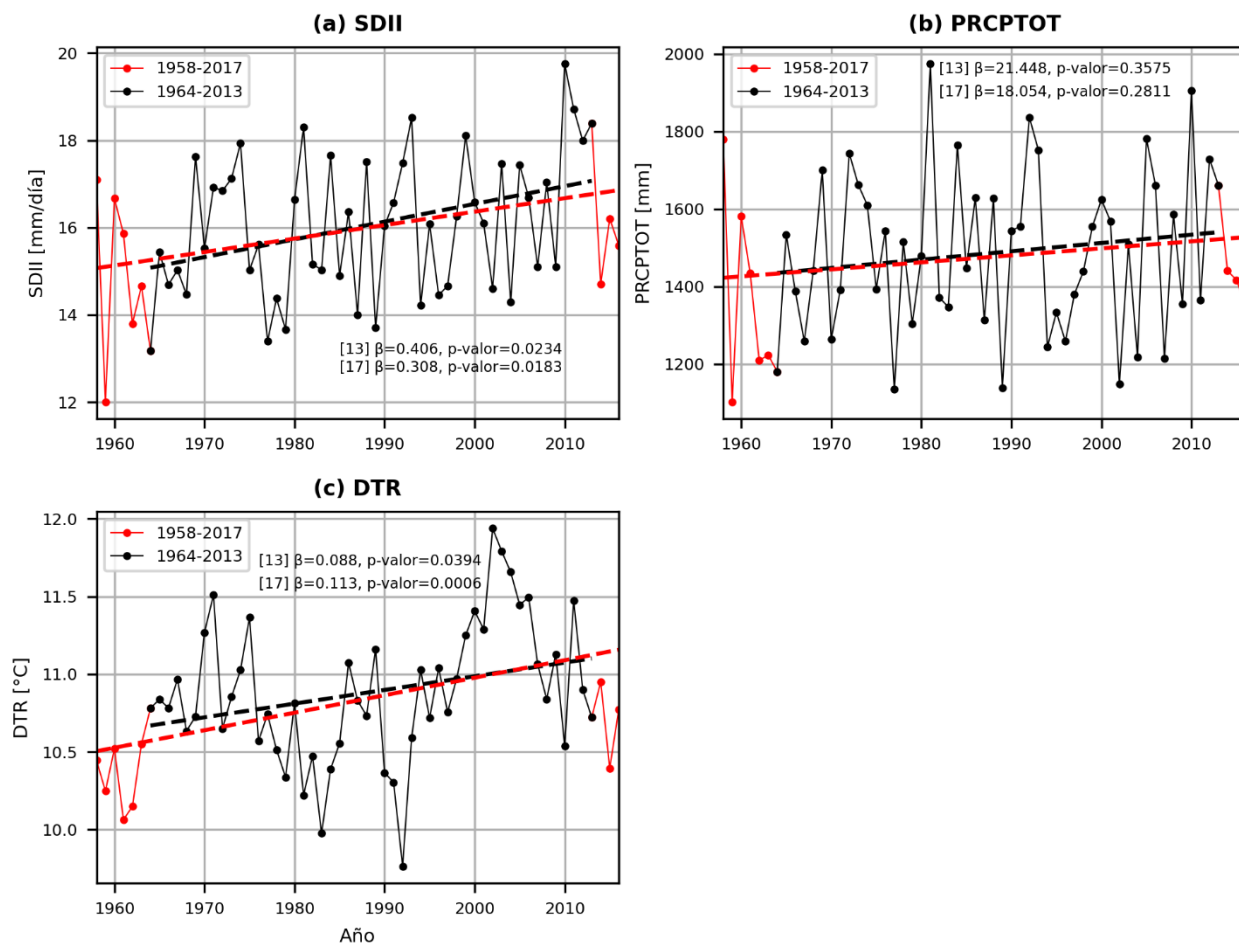 (a) SDII
20
18
16
14
12
SDII [mm/día]
1958-2017
1964-2013
[13] β=0.406, p-valor=0.0234
[17] β=0.308, p-valor=0.0183
1960 1970 1980 1990 2000 2010
(b) PRCPTOT
2000
1800
1600
1400
1200
PRCPTOT [mm]
1958-2017
1964-2013
[13] β=21.448, p-valor=0.3575
[17] β=18.054, p-valor=0.2811
1960 1970 1980 1990 2000 2010
(c) DTR
12.0
11.5
11.0
10.5
10.0
DTR [°C]
1958-2017
1964-2013
[13] β=0.088, p-valor=0.0394
[17] β=0.113, p-valor=0.0006
1960 1970 1980 1990 2000 2010
Año